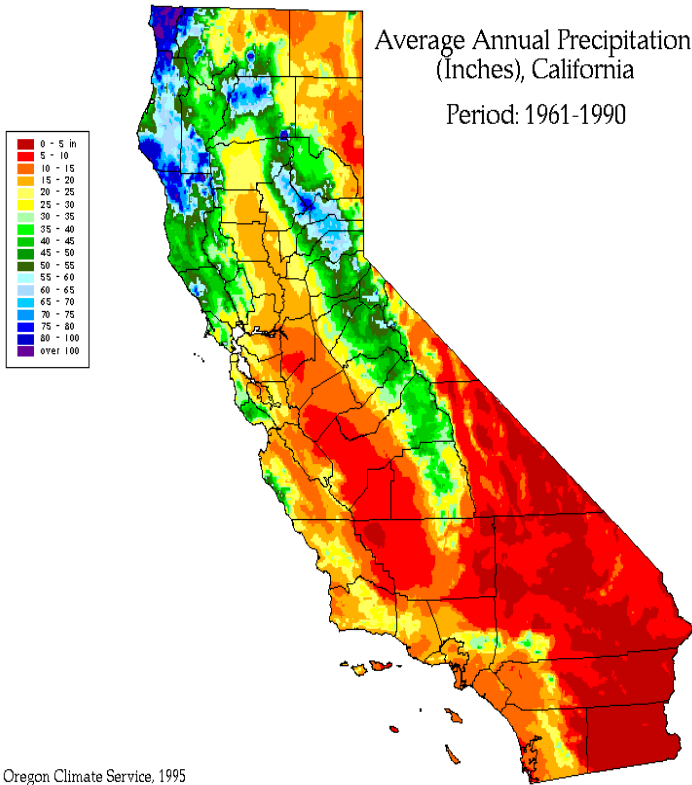 Average Annual Precipitation
(Inches), California
Period: 1961-1990
0 - 5 in
5 - 10
10 - 15
15 - 20
20 - 25
25 - 30
30 - 35
35 - 40
40 - 45
45 - 50
50 - 55
55 - 60
60 - 65
65 - 70
70 - 75
75 - 80
80 - 100
over 100
Oregon Climate Service, 1995